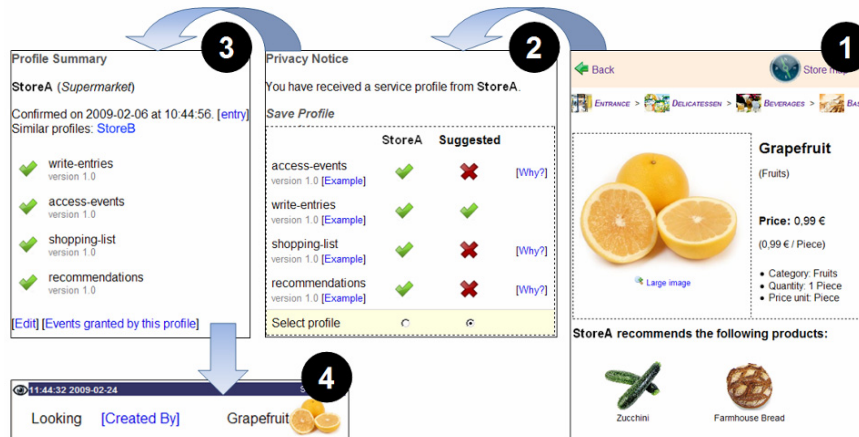 3
Profile Summary
StoreA (Supermarket)
Confirmed on 2009-02-06 at 10:44:56. [entry]
Similar profiles: StoreB
write-entries
version 1.0
access-events
version 1.0
shopping-list
version 1.0
recommendations
version 1.0
[Edit] [Events granted by this profile]
2
Privacy Notice
You have received a service profile from StoreA.
Save Profile
StoreA Suggested
access-events
version 1.0 [Example] [Why?]
write-entries
version 1.0 [Example]
shopping-list
version 1.0 [Example] [Why?]
recommendations
version 1.0 [Example] [Why?]
Select profile
1
Back Store
ENTRANCE > DELICATESSEN > BEVERAGES >
Grapefruit
(Fruits)
Price: 0,99 €
(0,99 € / Piece)
Large image
• Category: Fruits
• Quantity: 1 Piece
• Price unit: Piece
StoreA recommends the following products:
Zucchini Farmhouse Bread
4
11:44:32 2009-02-24
Looking [Created By] Grapefruit